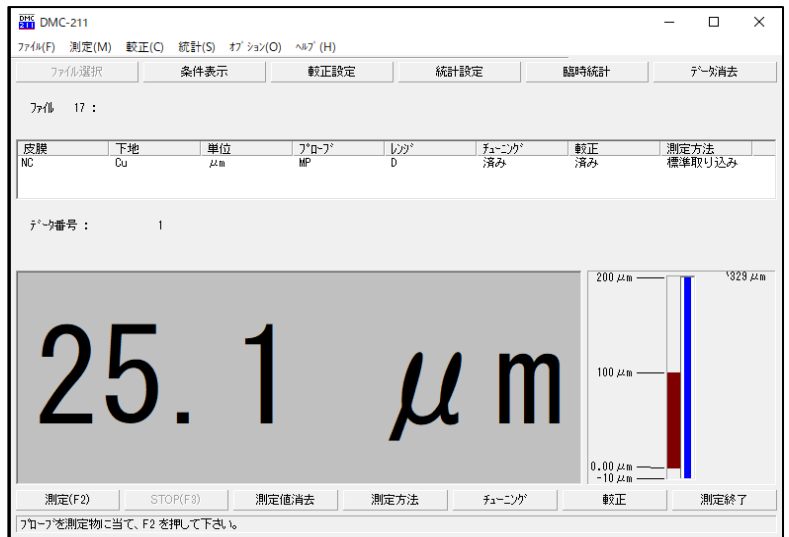 DMC-211
ﾌｧｲﾙ(F) 測定(M) 較正(C) 統計(S) ｵﾌﾟｼｮﾝ(O) ﾍﾙﾌﾟ(H)
ファイル選択 条件表示 較正設定 統計設定 臨時統計 ﾃﾞｰﾀ消去
ﾌｧｲﾙ 17 :
皮膜 下地 単位 ﾌﾟﾛｰﾌﾞ ﾚﾝｼﾞ ﾁｭｰﾆﾝｸﾞ 較正 測定方法
NC Cu μm MP D 済み 済み 標準取り込み
ﾃﾞｰﾀ番号 : 1
200 μm 329 μm
25.1 μm
100 μm
0.00 μm
-10 μm
測定(F2) STOP(F3) 測定値消去 測定方法 ﾁｭｰﾆﾝｸﾞ 較正 測定終了
ﾌﾟﾛｰﾌﾞを測定物に当て、F2 を押して下さい。